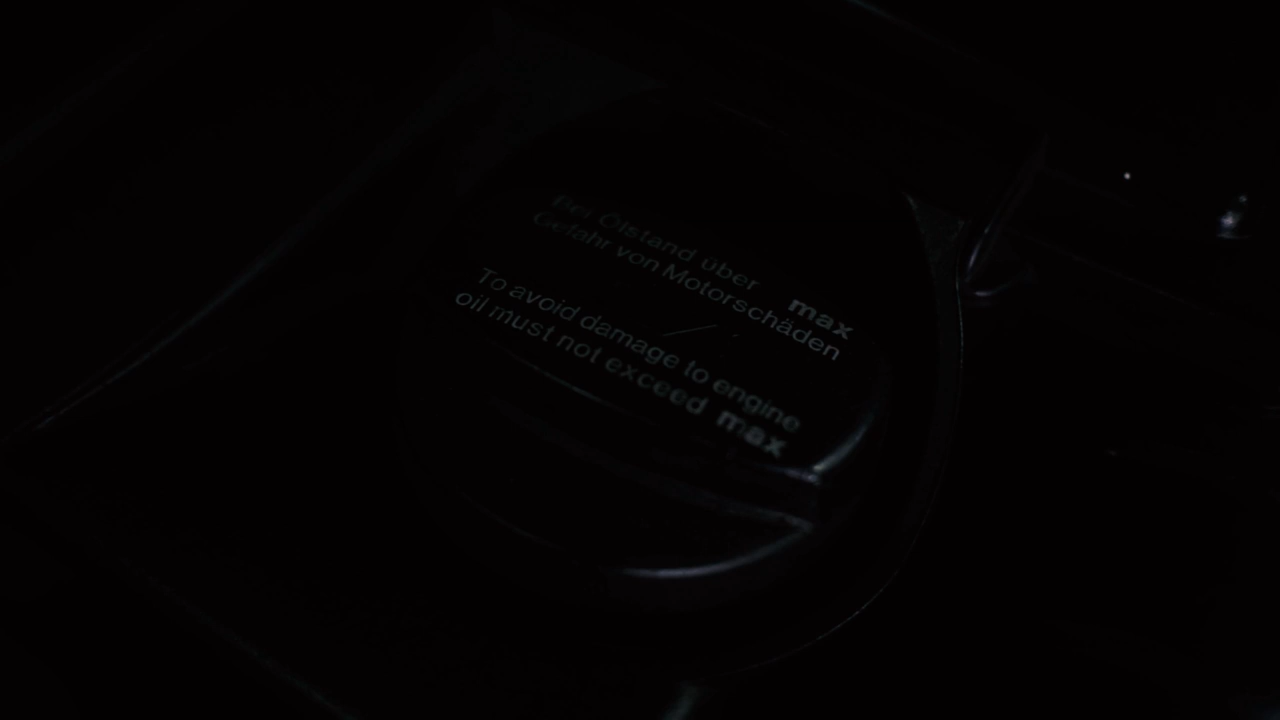 Bei Ölstand über max
Gefahr von Motorschäden
To avoid damage to engine
oil must not exceed max